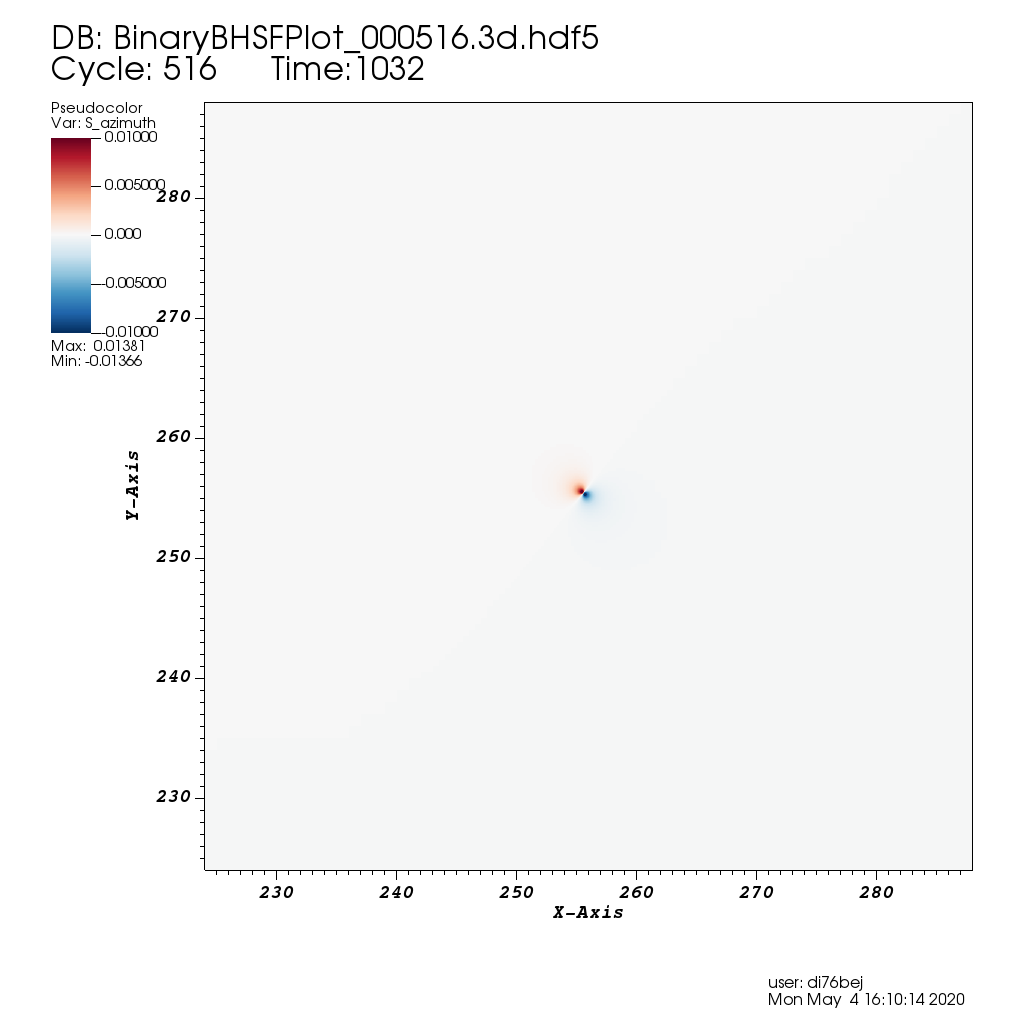 DB: BinaryBHSFPlot_000516.3d.hdf5
Cycle: 516 Time:1032
Pseudocolor
Var: S_azimuth
0.01000
0.005000
0.000
-0.005000
-0.01000
Max: 0.01381
Min: -0.01366
280
270
260
250
240
230
Y-Axis
230 240 250 260 270 280
X-Axis
user: di76bej
Mon May 4 16:10:14 2020